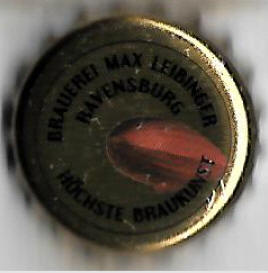 BRAUEREI MAX LEIBINGER
RAVENSBURG
HÖCHSTE BRAUKUNST